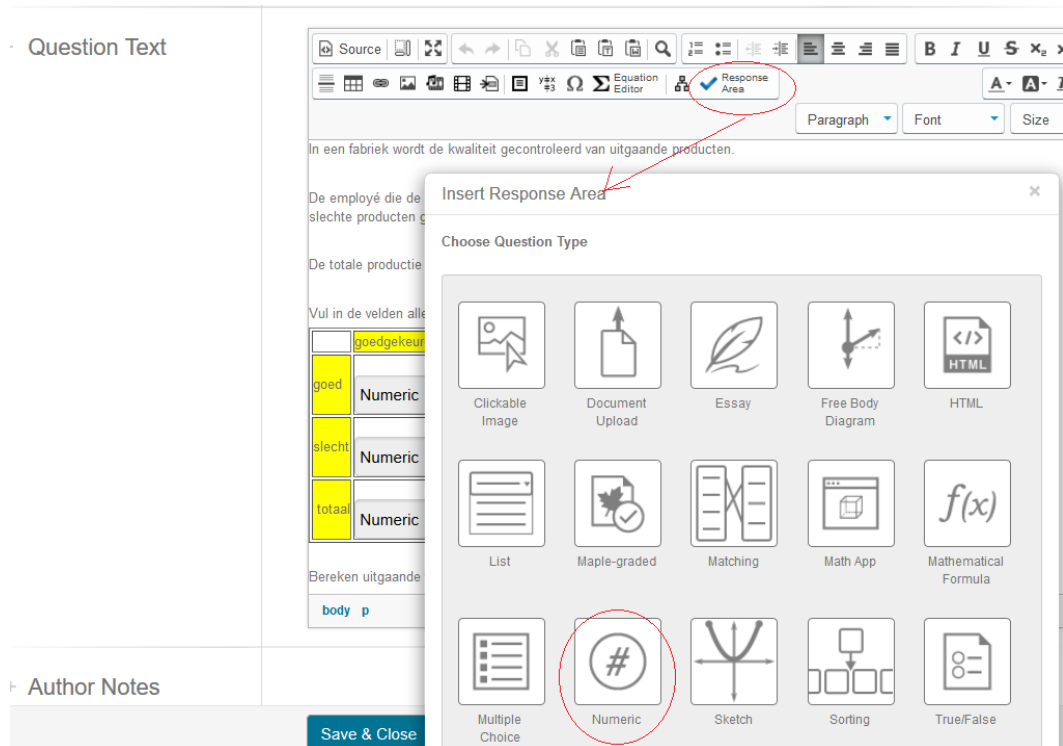 Question Text
Source
Equation Editor
Response Area
Paragraph
Font
Size
In een fabriek wordt de kwaliteit gecontroleerd van uitgaande producten.
De employé die de
slechte producten
De totale productie
Vul in de velden
goed
Numeric
slecht
Numeric
totaal
Numeric
Bereken uitgaande
body p
Insert Response Area
×
Choose Question Type
Clickable Image
Document Upload
Essay
Free Body Diagram
HTML
HTML
List
Maple-graded
Matching
Math App
f(x)
Mathematical Formula
Multiple Choice
#
Numeric
Sketch
Sorting
True/False
Author Notes
Save & Close